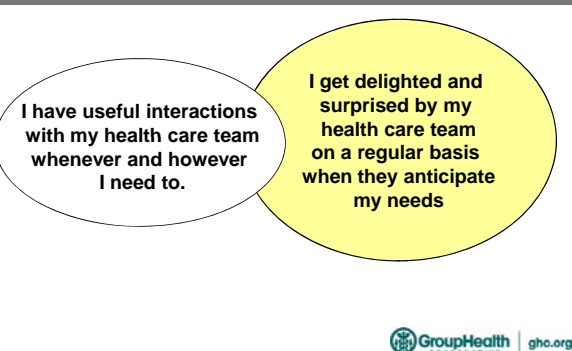 I have useful interactions
with my health care team
whenever and however
I need to.
I get delighted and
surprised by my
health care team
on a regular basis
when they anticipate
my needs
GroupHealth
ghc.org